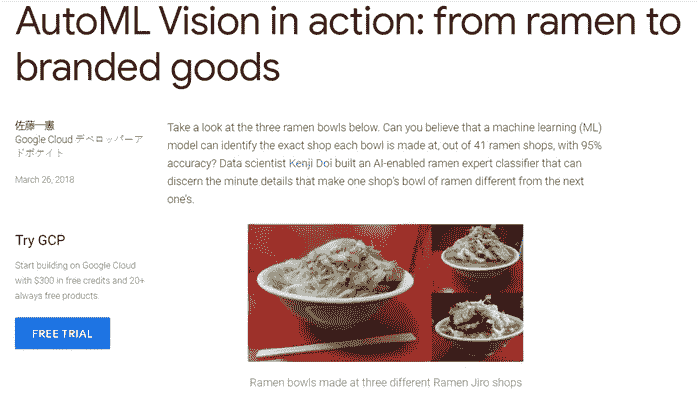 AutoML Vision in action: from ramen to
branded goods
佐藤一憲
Google Cloud デベロッパーア
ドボケイト
March 26, 2018
Take a look at the three ramen bowls below. Can you believe that a machine learning (ML)
model can identify the exact shop each bowl is made at, out of 41 ramen shops, with 95%
accuracy? Data scientist Kenji Doi built an AI-enabled ramen expert classifier that can
discern the minute details that make one shop's bowl of ramen different from the next
one's.
Try GCP
Start building on Google Cloud
with $300 in free credits and 20+
always free products.
FREE TRIAL
Ramen bowls made at three different Ramen Jiro shops